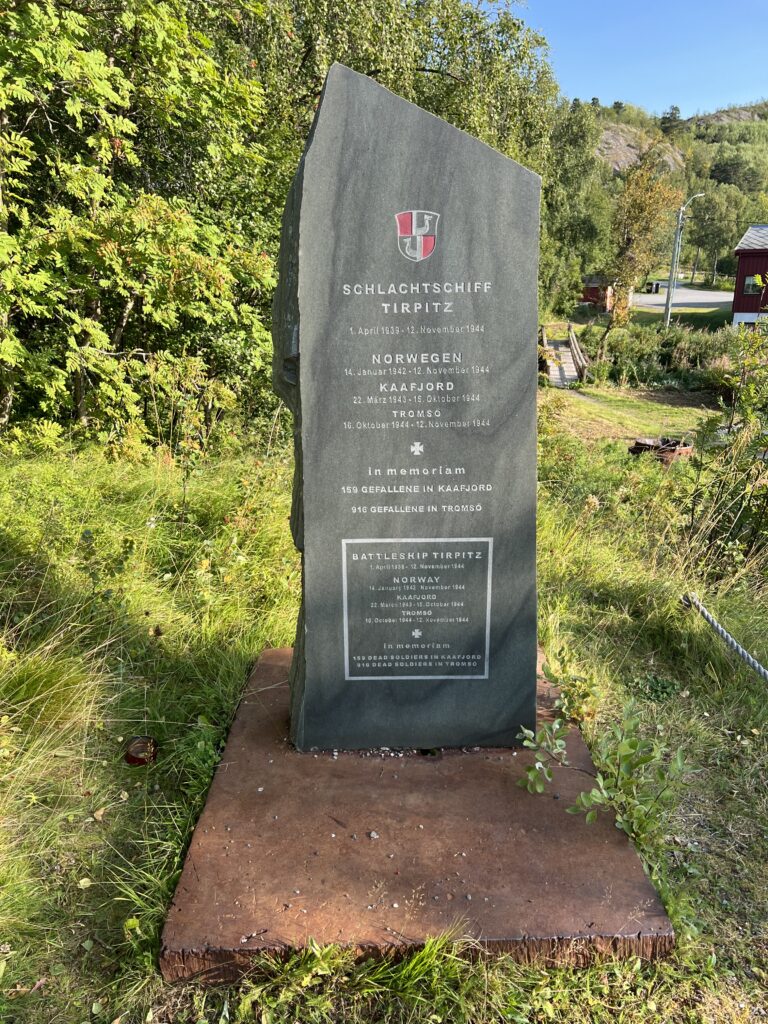 SCHLACHTSCHIFF
TIRPITZ
1. April 1939 - 12. November 1944
NORWEGEN
14. Januar 1942 - 12. November 1944
KAAFJORD
22. März 1943 - 15. Oktober 1944
TROMSÖ
16. Oktober 1944 - 12. November 1944
in memoriam
159 GEFALLENE IN KAAFJORD
916 GEFALLENE IN TROMSÖ
BATTLESHIP TIRPITZ
1. April 1939 - 12. November 1944
NORWAY
14. January 1942 - 12. November 1944
KAAFJORD
22. March 1943 - 15. October 1944
TROMSÖ
16. October 1944 - 12. November 1944
in memoriam
159 DEAD SOLDIERS IN KAAFJORD
916 DEAD SOLDIERS IN TROMSÖ